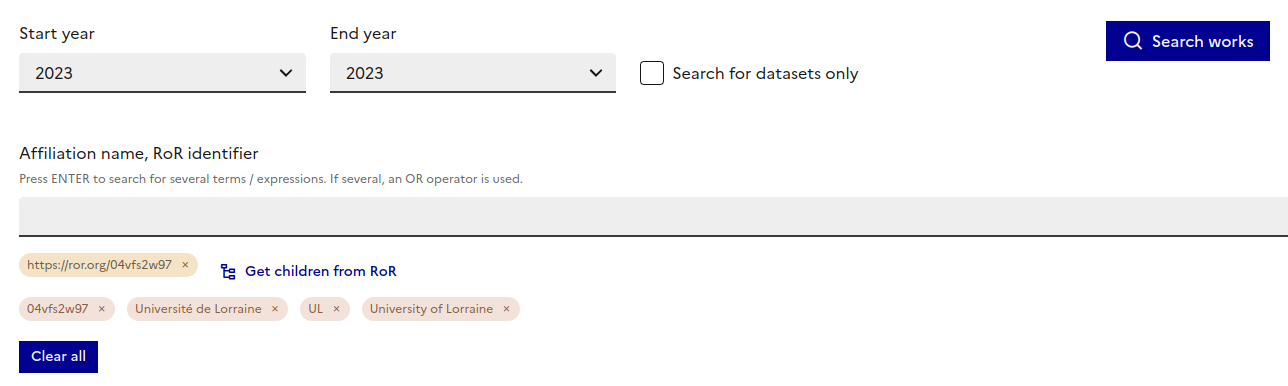 Start year
End year
Search works
2023
2023
Search for datasets only
Affiliation name, RoR identifier
Press ENTER to search for several terms / expressions. If several, an OR operator is used.
https://ror.org/04vfs2w97 ×
Get children from RoR
04vfs2w97 × Université de Lorraine × UL × University of Lorraine ×
Clear all